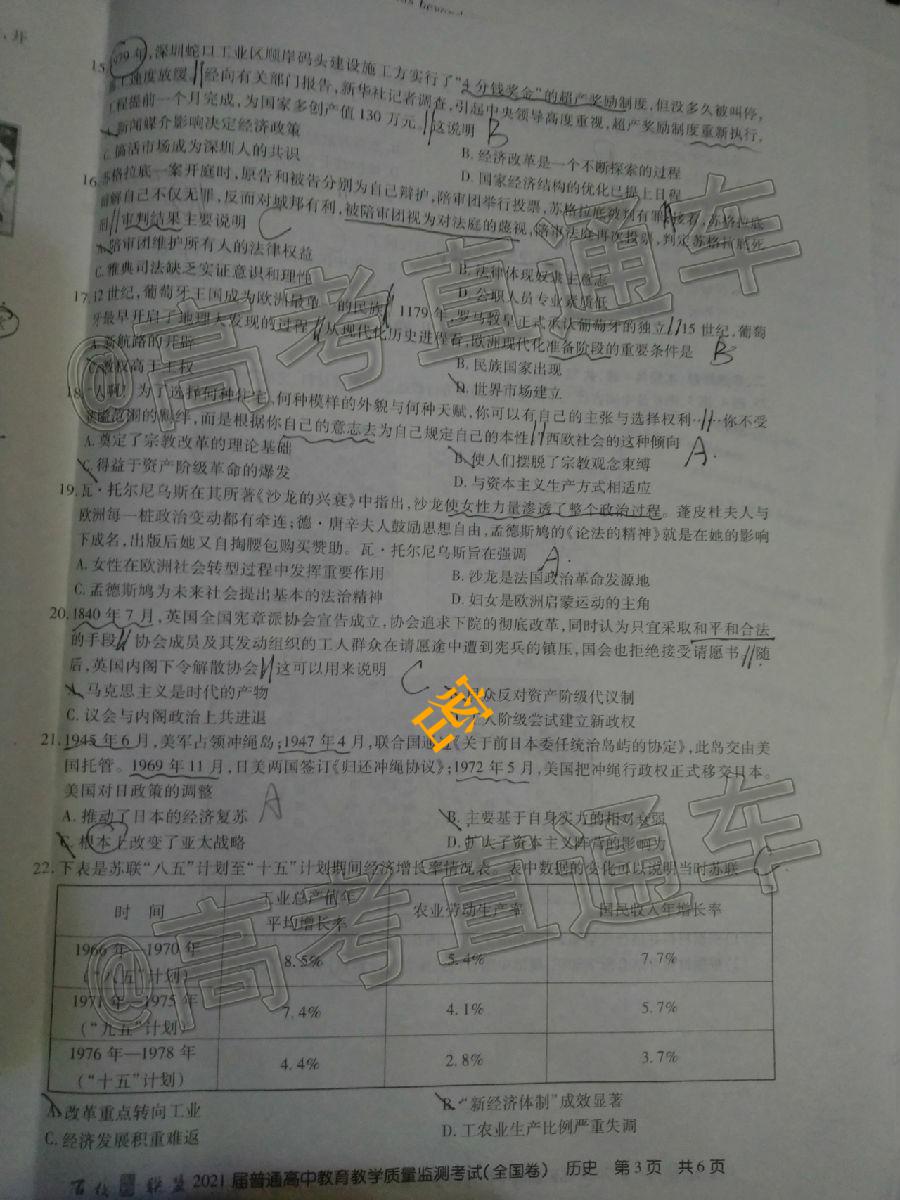 15.1979年,深圳蛇口工业区顺岸码头建设施工方实行了“4分钱奖金”的超产奖励制度,但没多久被叫停,
速度放缓。经向有关部门报告,新华社记者调查,引起中央领导高度重视,超产奖励制度重新执行,
工程提前一个月完成,为国家多创产值130万元。这说明
B
A.新闻媒介影响决定经济政策
B.经济改革是一个不断探索的过程
C.搞活市场成为深圳人的共识
D.国家经济结构的优化已提上日程
16.苏格拉底一案开庭时,原告和被告分别为自己辩护,陪审团举行投票,苏格拉底被判有罪。接着,苏格拉底
辩解自己不仅无罪,反而对城邦有利,被陪审团视为对法庭的蔑视,陪审法庭再次投票,判定苏格拉底死
刑。审判结果主要说明
C
A
A.陪审团维护所有人的法律权益
B.法律体现奴隶主意志
C.雅典司法缺乏实证意识和理性
D.公职人员专业素质低
17.12世纪,葡萄牙王国成为欧洲最早 的民族 1179年,罗马教皇正式承认葡萄牙的独立 15世纪,葡萄
牙最早开启了地理大发现的过程。从现代化历史进程看,欧洲现代化准备阶段的重要条件是
B
A.新航路的开辟
B.民族国家出现
C.教权高于王权
D.世界市场建立
18.人啊!为了选择何种住宅、何种模样的外貌与何种天赋,你可以有自己的主张与选择权利……你不受
的羁绊,而是根据你自己的意志去为自己规定自己的本性。西欧社会的这种倾向
A.
A.奠定了宗教改革的理论基础
B.使人们摆脱了宗教观念束缚
C.得益于资产阶级革命的爆发
D.与资本主义生产方式相适应
19.瓦·托尔尼乌斯在其所著《沙龙的兴衰》中指出,沙龙使女性力量渗透了整个政治过程。蓬皮杜夫人与
欧洲每一桩政治变动都有牵连;德·唐辛夫人鼓励思想自由,孟德斯鸠的《论法的精神》就是在她的影响
下成名,出版后她又自掏腰包购买赞助。瓦·托尔尼乌斯旨在强调
A.
A.女性在欧洲社会转型过程中发挥重要作用
B.沙龙是法国政治革命发源地
C.孟德斯鸠为未来社会提出基本的法治精神
D.妇女是欧洲启蒙运动的主角
20.1840年7月,英国全国宪章派协会宣告成立,协会追求下院的彻底改革,同时认为只宜采取和平和合法
的手段。协会成员及其发动组织的工人群众在请愿途中遭到宪兵的镇压,国会也拒绝接受请愿书。随
后,英国内阁下令解散协会。这可以用来说明
C
A.马克思主义是时代的产物
B.民众反对资产阶级代议制
C.议会与内阁政治上共进退
D.工人阶级尝试建立新政权
密
21.1945年6月,美军占领冲绳岛;1947年4月,联合国通过《关于前日本委任统治岛屿的协定》,此岛交由美
国托管。1969年11月,日美两国签订《归还冲绳协议》;1972年5月,美国把冲绳行政权正式移交日本。
美国对日政策的调整
A
A.推动了日本的经济复苏
B.主要基于自身实力的相对衰弱
C.根本上改变了亚太战略
D.扩大了资本主义阵营的影响力
22.下表是苏联“八五”计划至“十五”计划期间经济增长率情况表。表中数据的变化可以说明当时苏联
C
时 间 工业总产值年平均增长率 农业劳动生产率 国民收入年增长率
1966年—1970年(“八五”计划) 8.5% 5.4% 7.7%
1971年—1975年(“九五”计划) 7.4% 4.1% 5.7%
1976年—1978年(“十五”计划) 4.4% 2.8% 3.7%
A.改革重点转向工业
B.“新经济体制”成效显著
C.经济发展积重难返
D.工农业生产比例严重失调
百校联盟 2021届普通高中教育教学质量监测考试(全国卷) 历史 第3页 共6页
@高考直通车
@高考直通车